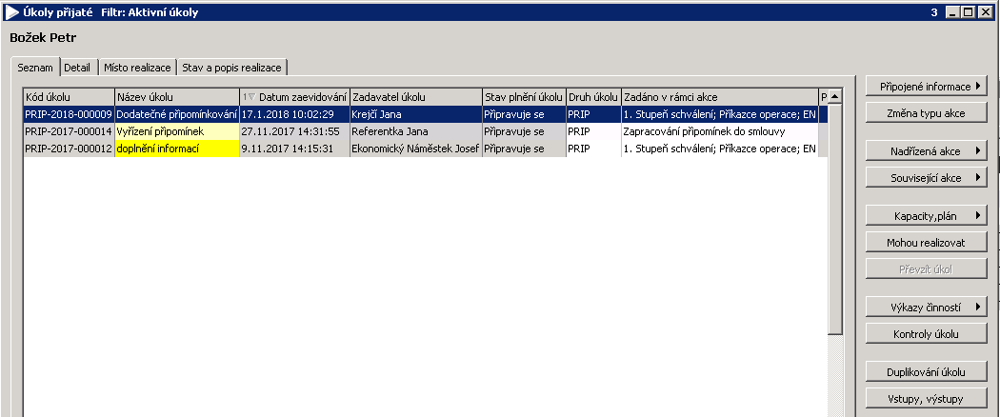 Úkoly přijaté Filtr: Aktivní úkoly 3
Božek Petr
Seznam Detail Místo realizace Stav a popis realizace
Kód úkolu Název úkolu 1 Datum zaevidování Zadavatel úkolu Stav plnění úkolu Druh úkolu Zadáno v rámci akce P
PRIP-2018-000009 Dodatečné připomínkování 17.1.2018 10:02:29 Krejčí Jana Připravuje se PRIP 1. Stupeň schválení; Příkazce operace; EN
PRIP-2017-000014 Vyřízení připomínek 27.11.2017 14:31:55 Referentka Jana Připravuje se PRIP Zapracování připomínek do smlouvy
PRIP-2017-000012 doplnění informací 9.11.2017 14:15:31 Ekonomický Náměstek Josef Připravuje se PRIP 1. Stupeň schválení; Příkazce operace; EN
Připojené informace
Změna typu akce
Nadřízená akce
Související akce
Kapacity,plán
Mohou realizovat
Převzít úkol
Výkazy činností
Kontroly úkolu
Duplikování úkolu
Vstupy, výstupy